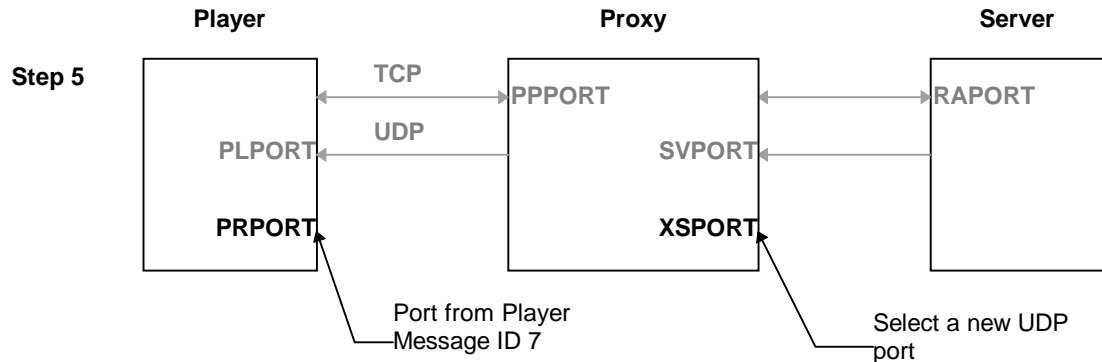 Player
Proxy
Server
Step 5
TCP
PPPORT
RAPORT
UDP
PLPORT
SVPORT
PRPORT
XSPORT
Port from Player
Message ID 7
Select a new UDP
port